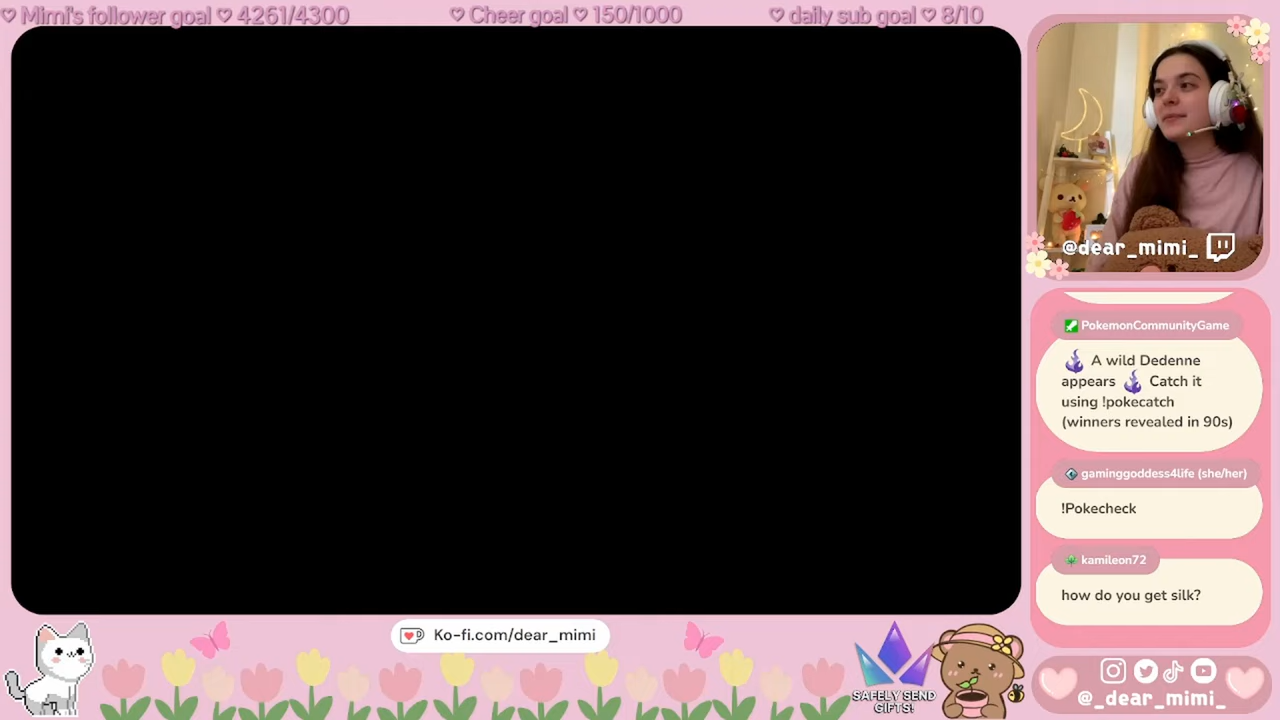 ♡ Mimi's follower goal ♡ 4261/4300
♡ Cheer goal ♡ 150/1000
♡ daily sub goal ♡ 8/10
@dear_mimi_
PokemonCommunityGame
A wild Dedenne
appears Catch it
using !pokecatch
(winners revealed in 90s)
gaminggoddess4life (she/her)
!Pokecheck
kamileon72
how do you get silk?
Ko-fi.com/dear_mimi
SAFELY SEND
GIFTS!
@_dear_mimi_